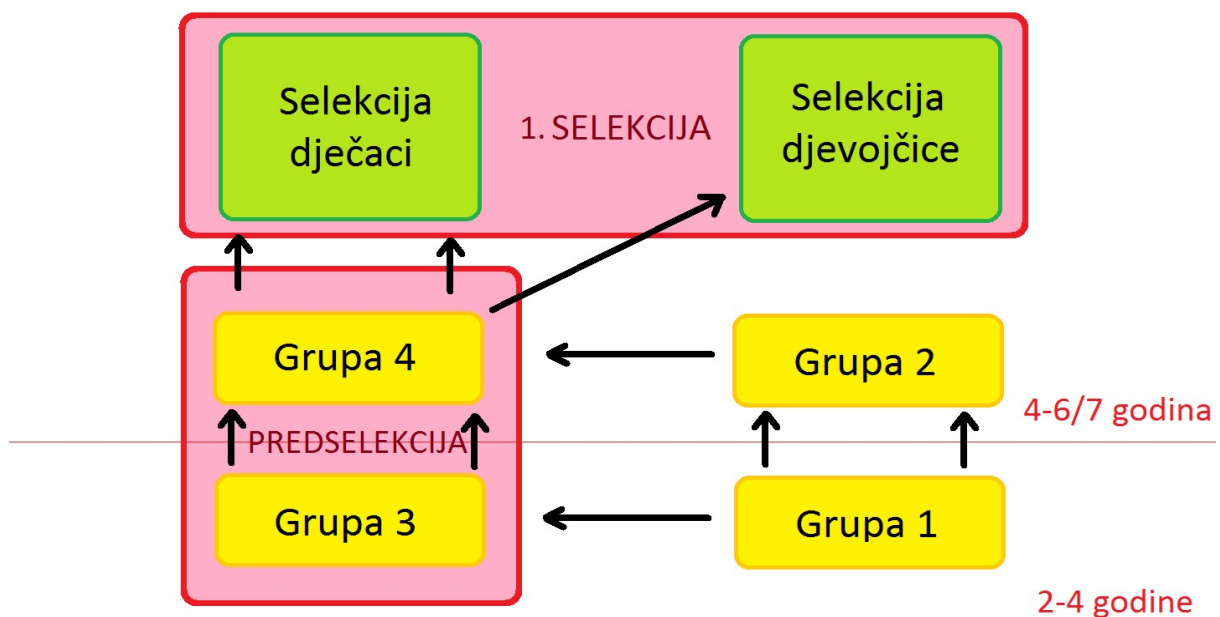 Selekcija
dječaci
1. SELEKCIJA
Selekcija
djevojčice
Grupa 4
Grupa 2
4-6/7 godina
PREDSELEKCIJA
Grupa 3
Grupa 1
2-4 godine